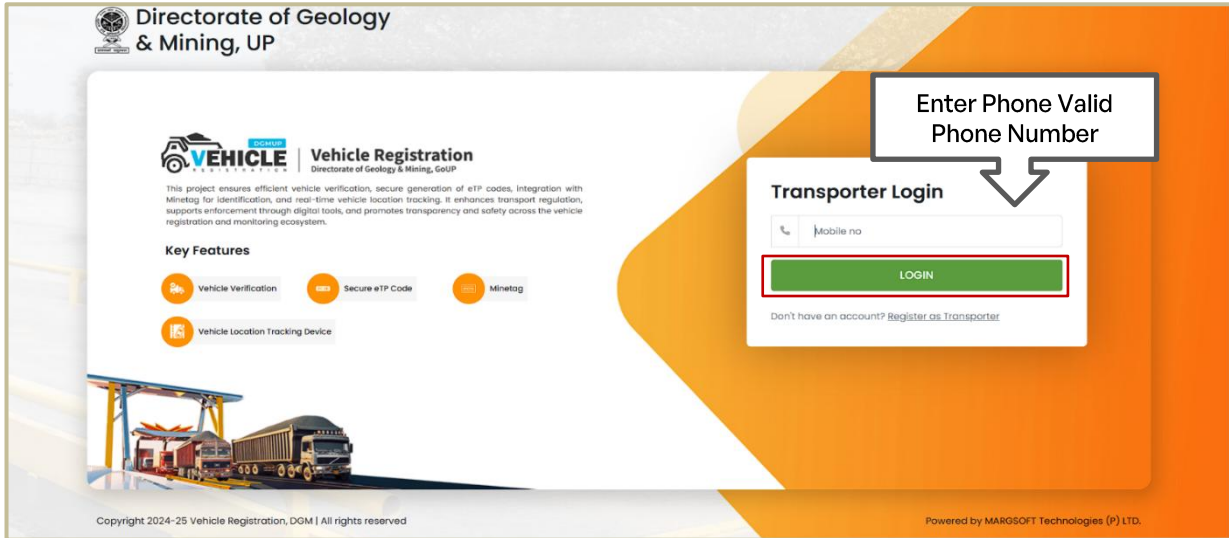 Directorate of Geology
& Mining, UP
Enter Phone Valid
Phone Number
DGMUP
VEHICLE
REGISTRATION
Vehicle Registration
Directorate of Geology & Mining, GoUP
This project ensures efficient vehicle verification, secure generation of eTP codes, integration with
Minetag for identification, and real-time vehicle location tracking. It enhances transport regulation,
supports enforcement through digital tools, and promotes transparency and safety across the vehicle
registration and monitoring ecosystem.
Key Features
Vehicle Verification
Secure eTP Code
Minetag
Vehicle Location Tracking Device
Transporter Login
Mobile no
LOGIN
Don't have an account? Register as Transporter
Copyright 2024-25 Vehicle Registration, DGM | All rights reserved
Powered by MARGSOFT Technologies (P) LTD.